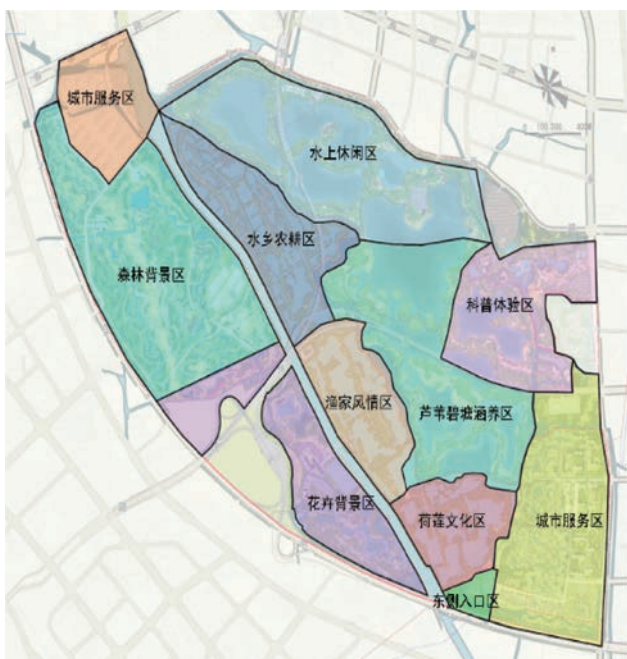 城市服务区
水上休闲区
水乡农耕区
森林背景区
科普体验区
渔家风情区
芦苇碧塘涵养区
花卉背景区
荷莲文化区
城市服务区
东侧入口区